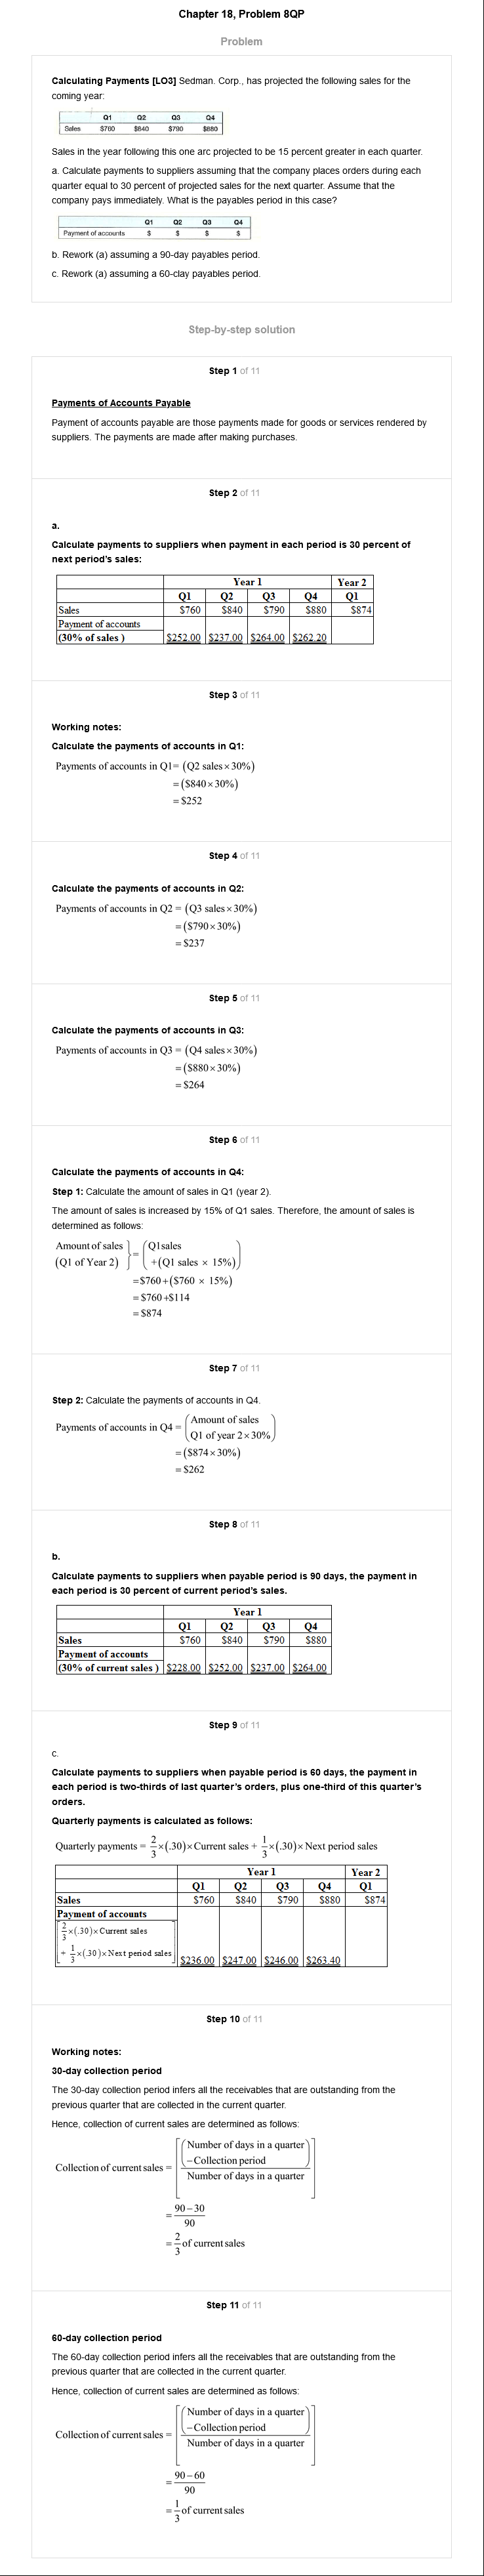 Chapter 18, Problem 8QP
Problem
Calculating Payments [LO3] Sedman. Corp., has projected the following sales for the
coming year:
Q1 Q2 Q3 Q4
Sales $760 $840 $790 $880
Sales in the year following this one arc projected to be 15 percent greater in each quarter.
a. Calculate payments to suppliers assuming that the company places orders during each
quarter equal to 30 percent of projected sales for the next quarter. Assume that the
company pays immediately. What is the payables period in this case?
Q1 Q2 Q3 Q4
Payment of accounts $ $ $ $
b. Rework (a) assuming a 90-day payables period.
c. Rework (a) assuming a 60-clay payables period.
Step-by-step solution
Step 1 of 11
Payments of Accounts Payable
Payment of accounts payable are those payments made for goods or services rendered by
suppliers. The payments are made after making purchases.
Step 2 of 11
a.
Calculate payments to suppliers when payment in each period is 30 percent of
next period's sales:
Year 1 Year 2
Q1 Q2 Q3 Q4 Q1
Sales $760 $840 $790 $880 $874
Payment of accounts
(30% of sales ) $252.00 $237.00 $264.00 $262.20
Step 3 of 11
Working notes:
Calculate the payments of accounts in Q1:
Payments of accounts in Q1= (Q2 sales×30%)
=($840×30%)
=$252
Step 4 of 11
Calculate the payments of accounts in Q2:
Payments of accounts in Q2 = (Q3 sales×30%)
=($790×30%)
=$237
Step 5 of 11
Calculate the payments of accounts in Q3:
Payments of accounts in Q3 = (Q4 sales×30%)
=($880×30%)
=$264
Step 6 of 11
Calculate the payments of accounts in Q4:
Step 1: Calculate the amount of sales in Q1 (year 2).
The amount of sales is increased by 15% of Q1 sales. Therefore, the amount of sales is
determined as follows:
Amount of sales
(Q1 of Year 2) } = (Q1sales
+(Q1 sales × 15%))
=$760+($760 × 15%)
=$760+$114
=$874
Step 7 of 11
Step 2: Calculate the payments of accounts in Q4.
Payments of accounts in Q4 = (Amount of sales
Q1 of year 2×30%)
=($874×30%)
=$262
Step 8 of 11
b.
Calculate payments to suppliers when payable period is 90 days, the payment in
each period is 30 percent of current period's sales.
Year 1
Q1 Q2 Q3 Q4
Sales $760 $840 $790 $880
Payment of accounts
(30% of current sales ) $228.00 $252.00 $237.00 $264.00
Step 9 of 11
c.
Calculate payments to suppliers when payable period is 60 days, the payment in
each period is two-thirds of last quarter's orders, plus one-third of this quarter's
orders.
Quarterly payments is calculated as follows:
Quarterly payments = 2/3×(.30)×Current sales + 1/3×(.30)×Next period sales
Year 1 Year 2
Q1 Q2 Q3 Q4 Q1
Sales $760 $840 $790 $880 $874
Payment of accounts
[2/3×(.30)×Current sales
+ 1/3×(.30)×Next period sales] $236.00 $247.00 $246.00 $263.40
Step 10 of 11
Working notes:
30-day collection period
The 30-day collection period infers all the receivables that are outstanding from the
previous quarter that are collected in the current quarter.
Hence, collection of current sales are determined as follows:
Collection of current sales = [(Number of days in a quarter
−Collection period)
Number of days in a quarter]
=90−30
90
=2/3 of current sales
Step 11 of 11
60-day collection period
The 60-day collection period infers all the receivables that are outstanding from the
previous quarter that are collected in the current quarter.
Hence, collection of current sales are determined as follows:
Collection of current sales = [(Number of days in a quarter
−Collection period)
Number of days in a quarter]
=90−60
90
=1/3 of current sales